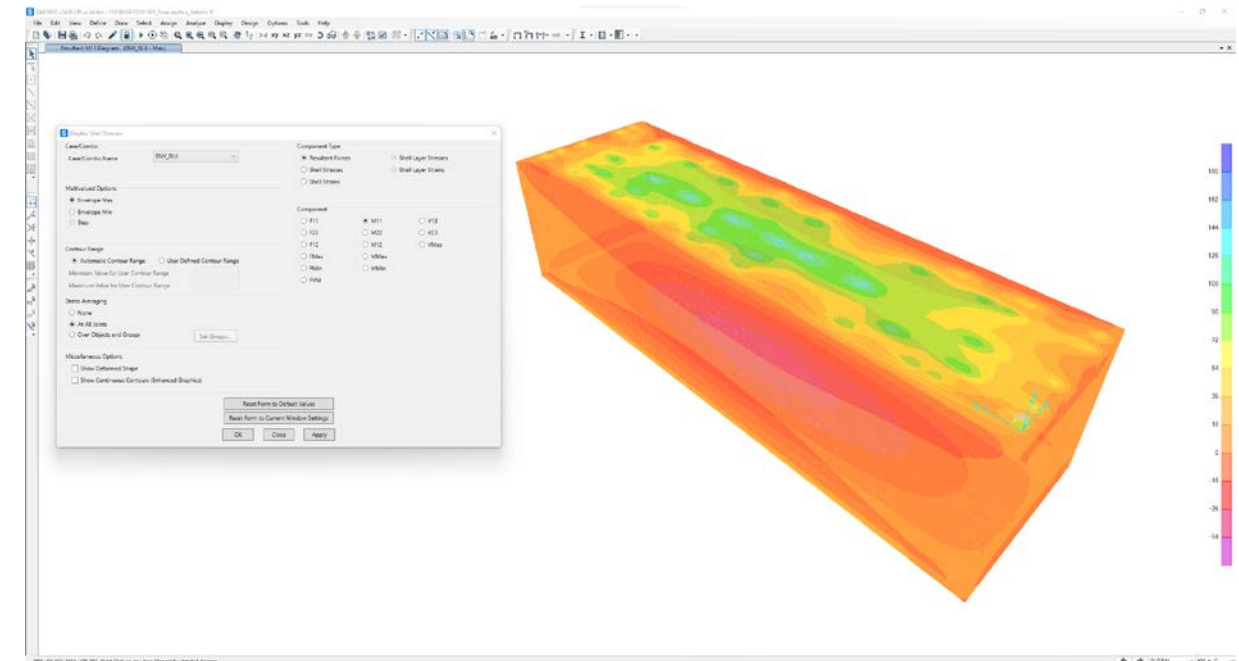 File Edit View Define Draw Select Assign Analyze Display Design Options Tools Help
Display Shell Stresses
Case/Combo
Case/Combo Name
Multivalued Options
Envelope Max
Envelope Min
Step
Contour Range
Automatic Contour Range User Defined Contour Range
Minimum Value for User Contour Range
Maximum Value for User Contour Range
Stress Averaging
None
At All Joints
Over Objects and Groups Set Groups...
Miscellaneous Options
Show Deformed Shape
Show Continuous Contours (Enhanced Graphics)
Component Type
Resultant Forces Shell Layer Stresses
Shell Stresses Shell Layer Strains
Shell Strains
Component
F11 M11 V13
F22 M22 V23
F12 M12 VMax
FMax MMax
FMin MMin
FVM
Reset Form to Default Values
Reset Form to Current Window Settings
OK Close Apply
180
162
144
126
108
90
72
54
36
18
0
-18
-36
-54